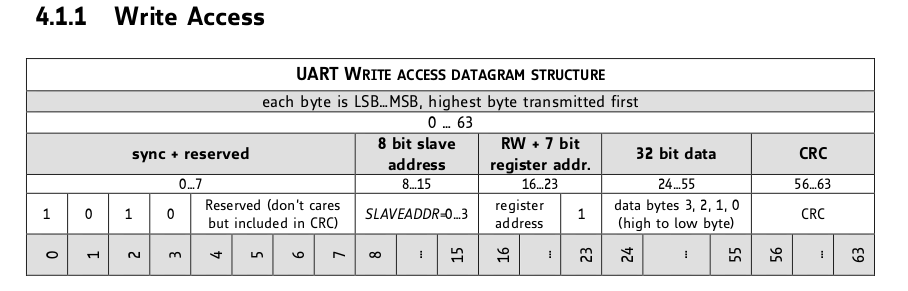 4.1.1 Write Access
UART WRITE ACCESS DATAGRAM STRUCTURE
each byte is LSB…MSB, highest byte transmitted first
0 … 63
sync + reserved
8 bit slave
address
RW + 7 bit
register addr.
32 bit data
CRC
0…7
8…15
16…23
24…55
56…63
1
0
1
0
Reserved (don't cares
but included in CRC)
SLAVEADDR=0…3
register
address
1
data bytes 3, 2, 1, 0
(high to low byte)
CRC
0
1
2
3
4
5
6
7
8
…
15
16
…
23
24
…
55
56
…
63